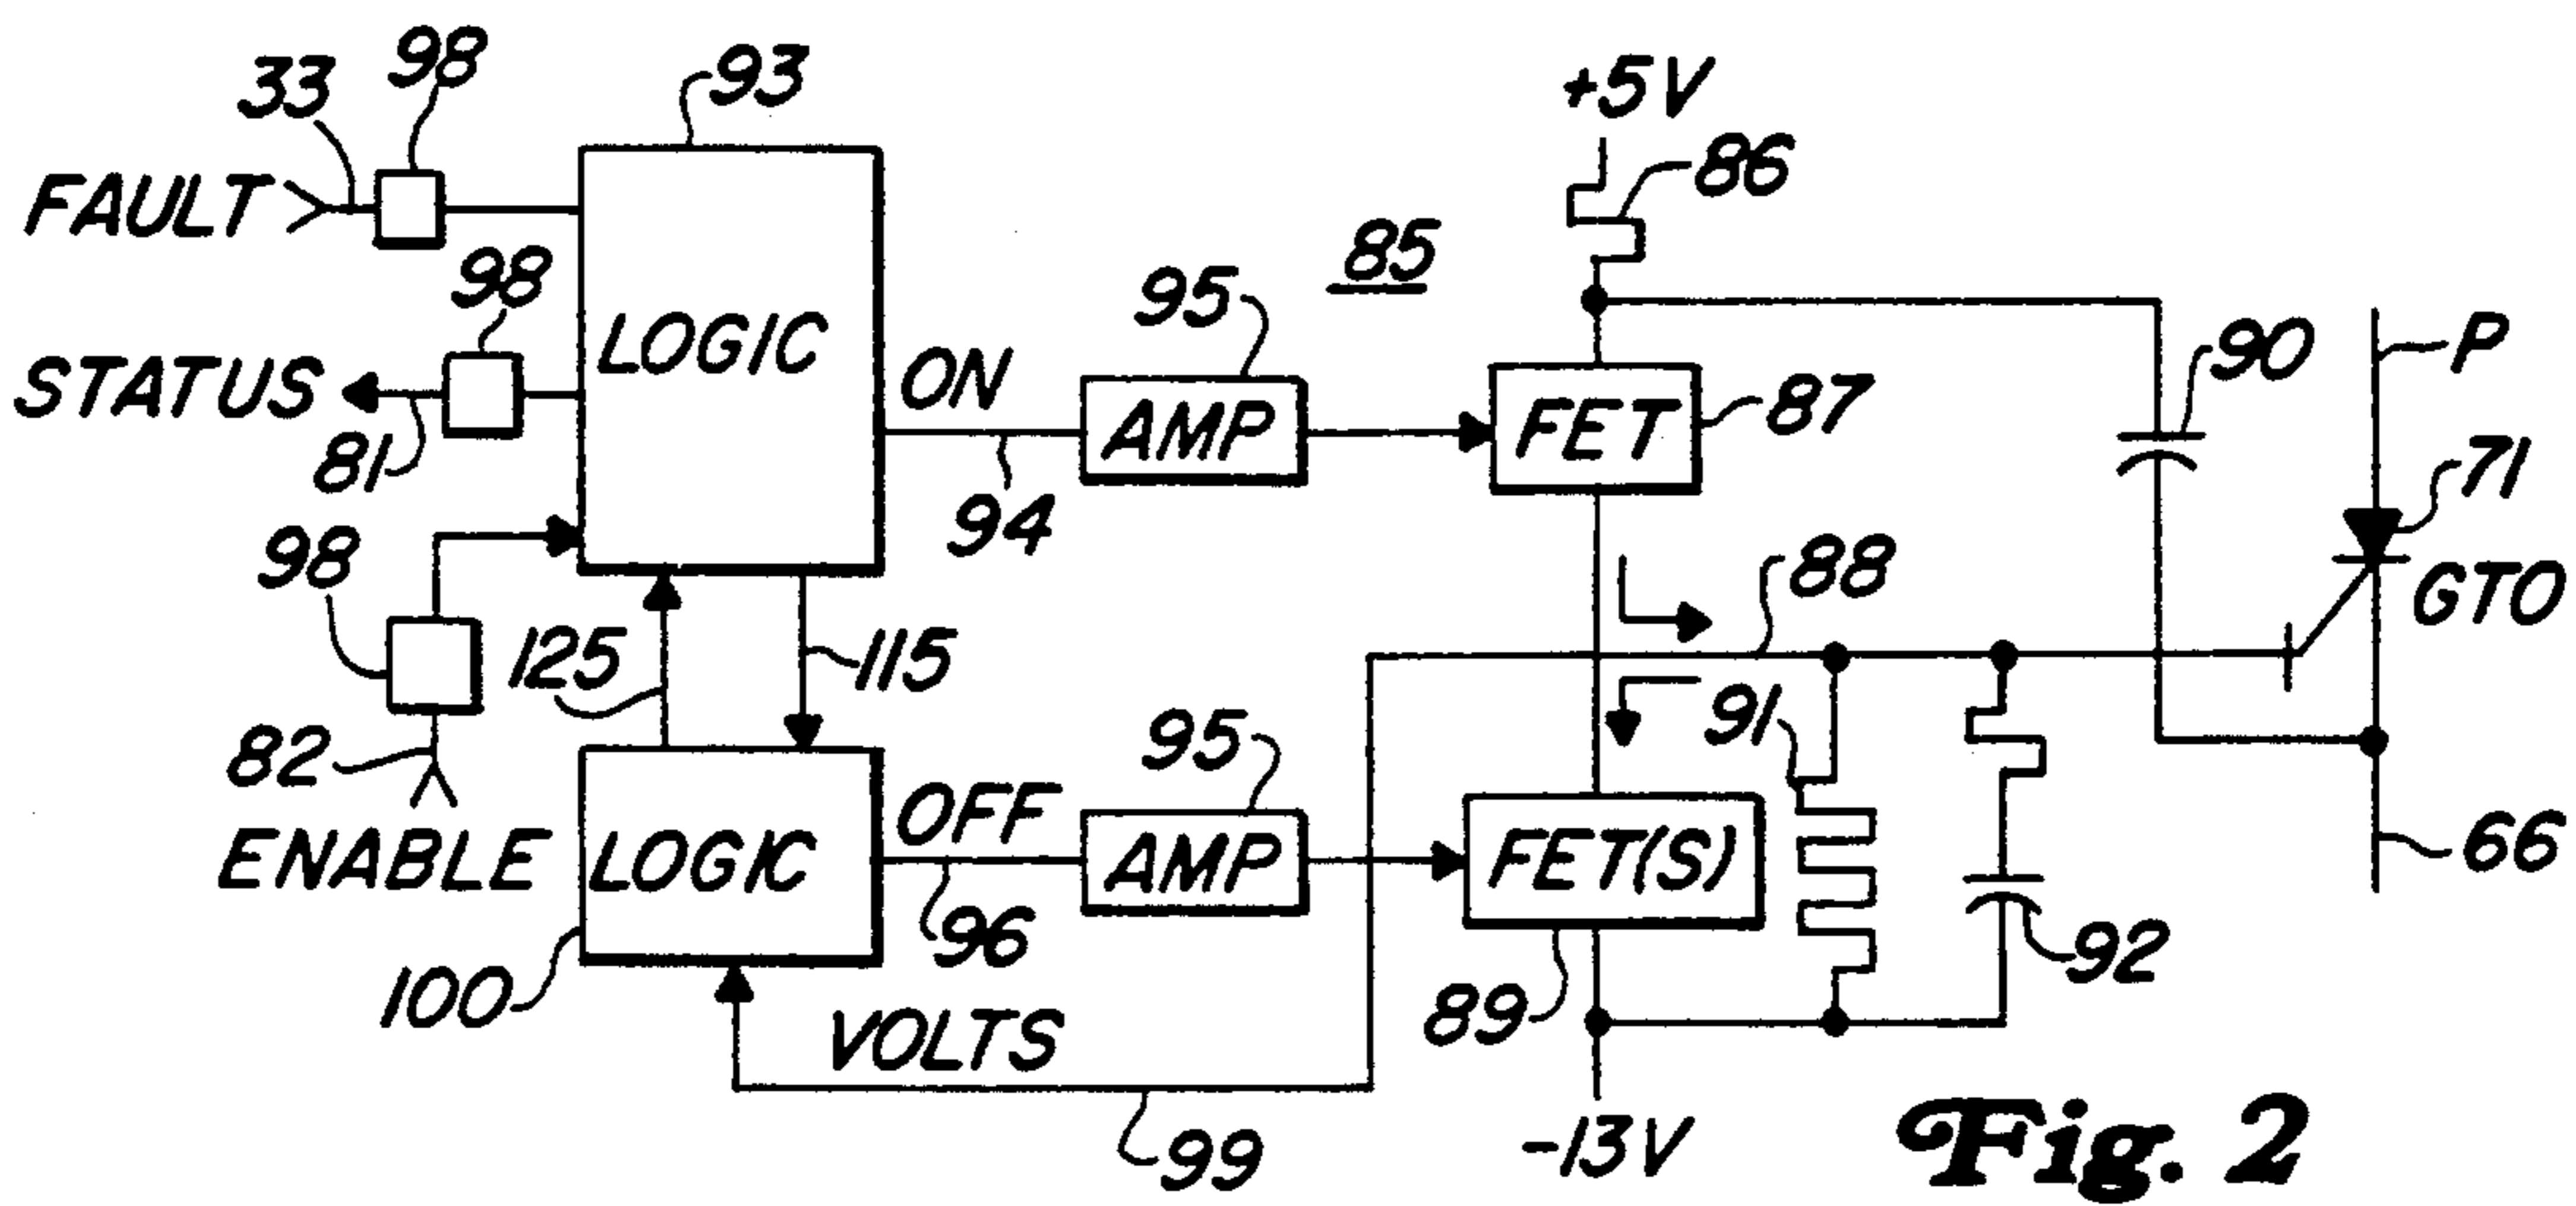 98
33
93
+5V
86
FAULT
98
85
95
90
P
LOGIC
STATUS
81
ON
AMP
FET
87
71
94
98
88
GTO
125
115
91
82
95
ENABLE
LOGIC
OFF
AMP
FET(S)
66
96
92
100
89
VOLTS
-13V
99
Fig. 2